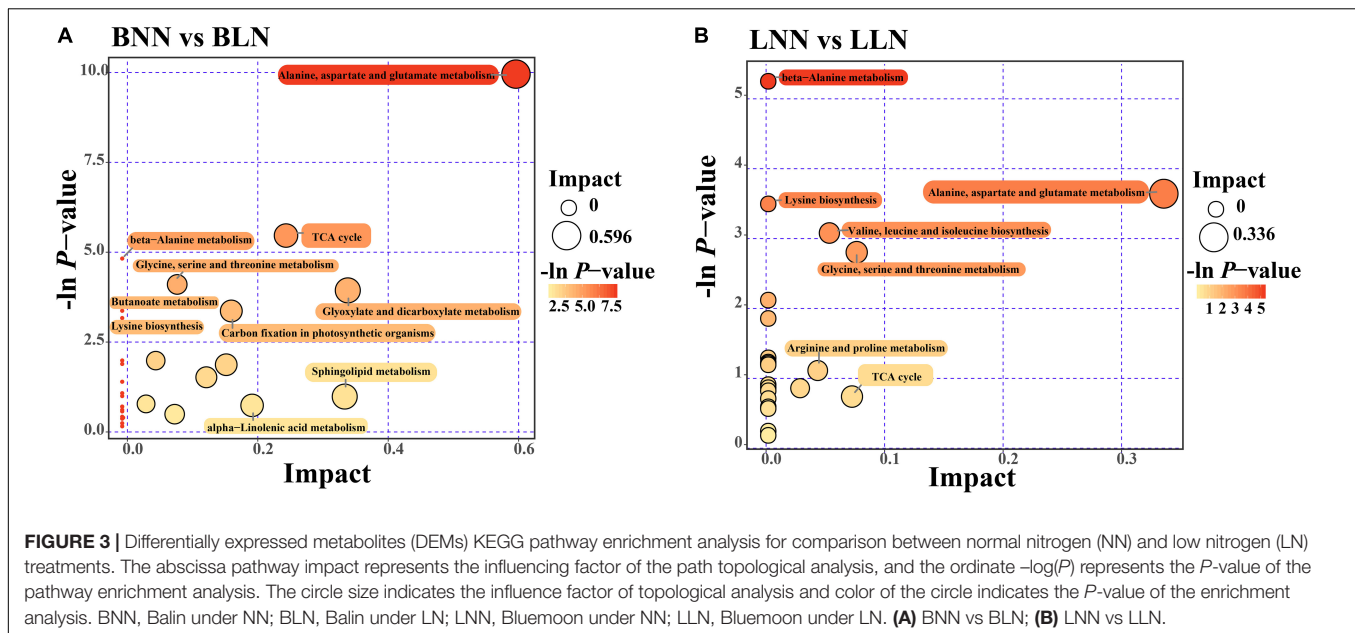 A
BNN vs BLN
10.0
7.5
5.0
2.5
0.0
-ln P-value
Alanine, aspartate and glutamate metabolism
TCA cycle
beta-Alanine metabolism
Glycine, serine and threonine metabolism
Butanoate metabolism
Glyoxylate and dicarboxylate metabolism
Lysine biosynthesis
Carbon fixation in photosynthetic organisms
Sphingolipid metabolism
alpha-Linolenic acid metabolism
0.0 0.2 0.4 0.6
Impact
Impact
0
0.596
-ln P-value
2.5 5.0 7.5
B
LNN vs LLN
5
4
3
2
1
0
-ln P-value
beta-Alanine metabolism
Alanine, aspartate and glutamate metabolism
Lysine biosynthesis
Valine, leucine and isoleucine biosynthesis
Glycine, serine and threonine metabolism
Arginine and proline metabolism
TCA cycle
0.0 0.1 0.2 0.3
Impact
Impact
0
0.336
-ln P-value
1 2 3 4 5
FIGURE 3 | Differentially expressed metabolites (DEMs) KEGG pathway enrichment analysis for comparison between normal nitrogen (NN) and low nitrogen (LN)
treatments. The abscissa pathway impact represents the influencing factor of the path topological analysis, and the ordinate –log(P) represents the P-value of the
pathway enrichment analysis. The circle size indicates the influence factor of topological analysis and color of the circle indicates the P-value of the enrichment
analysis. BNN, Balin under NN; BLN, Balin under LN; LNN, Bluemoon under NN; LLN, Bluemoon under LN. (A) BNN vs BLN; (B) LNN vs LLN.